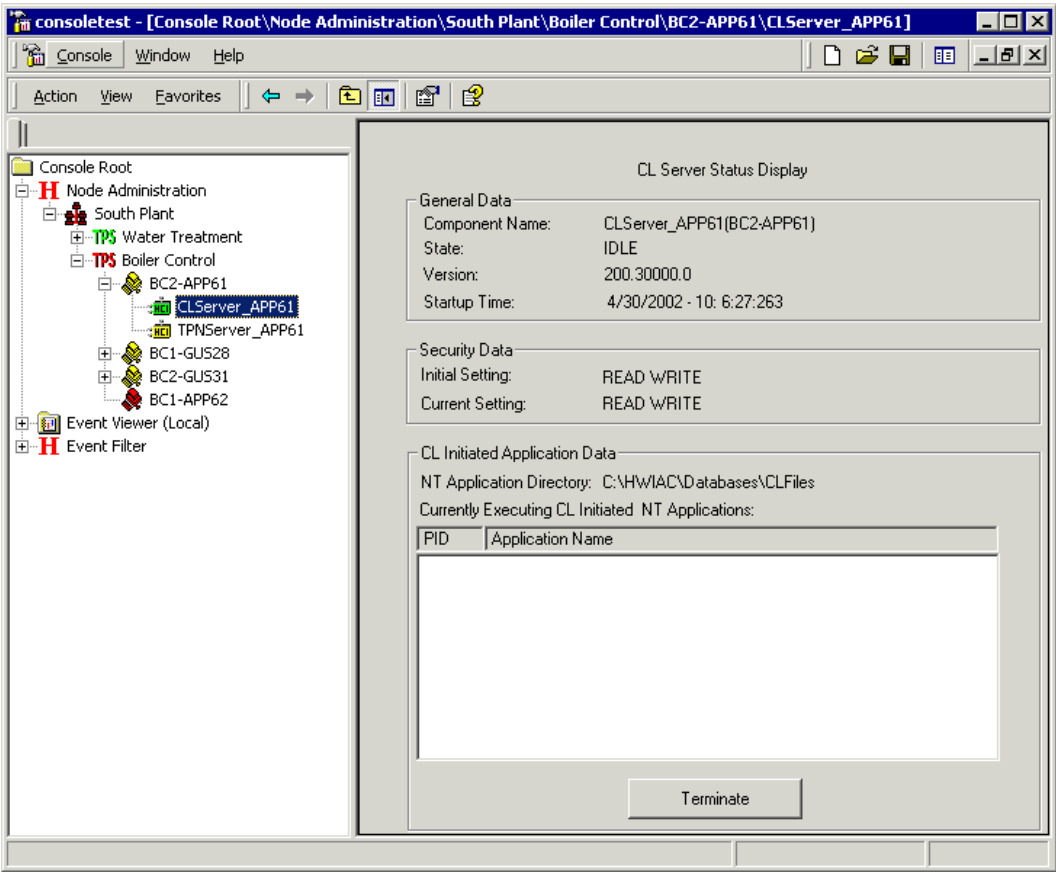 consoletest - [Console Root\Node Administration\South Plant\Boiler Control\BC2-APP61\CLServer_APP61]
Console Window Help
Action View Favorites
Console Root
H Node Administration
South Plant
TPS Water Treatment
TPS Boiler Control
BC2-APP61
HCI CLServer_APP61
HCI TPNServer_APP61
BC1-GUS28
BC2-GUS31
BC1-APP62
Event Viewer (Local)
H Event Filter
CL Server Status Display
General Data
Component Name: CLServer_APP61(BC2-APP61)
State: IDLE
Version: 200.30000.0
Startup Time: 4/30/2002 - 10: 6:27:263
Security Data
Initial Setting: READ WRITE
Current Setting: READ WRITE
CL Initiated Application Data
NT Application Directory: C:\HWIAC\Databases\CLFiles
Currently Executing CL Initiated NT Applications:
PID Application Name
Terminate